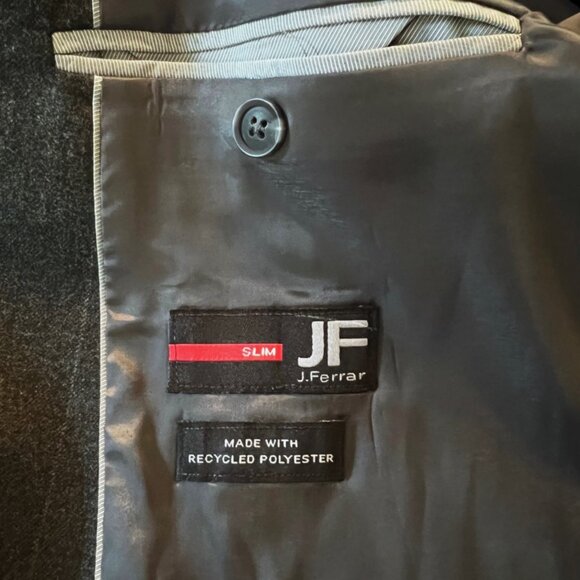 SLIM
JF
J.Ferrar
MADE WITH
RECYCLED POLYESTER